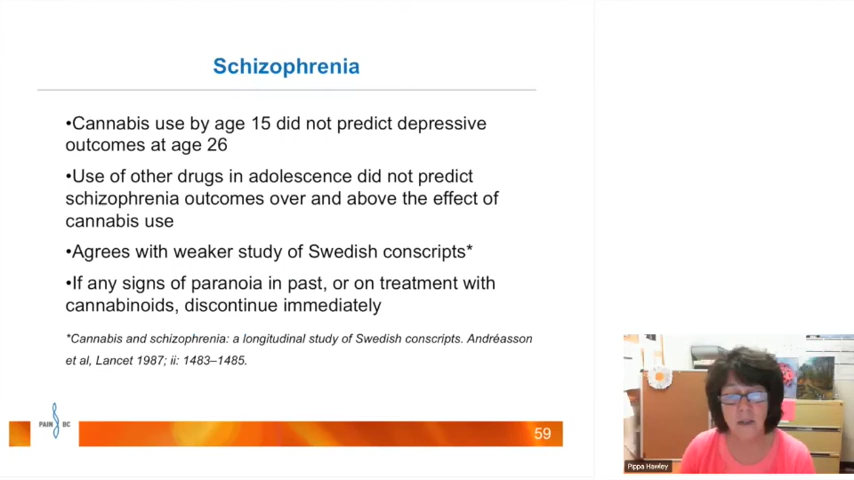 Schizophrenia
•Cannabis use by age 15 did not predict depressive
outcomes at age 26
•Use of other drugs in adolescence did not predict
schizophrenia outcomes over and above the effect of
cannabis use
•Agrees with weaker study of Swedish conscripts*
•If any signs of paranoia in past, or on treatment with
cannabinoids, discontinue immediately
*Cannabis and schizophrenia: a longitudinal study of Swedish conscripts. Andréasson
et al, Lancet 1987; ii: 1483–1485.
PAIN BC
59
Pippa Hawley